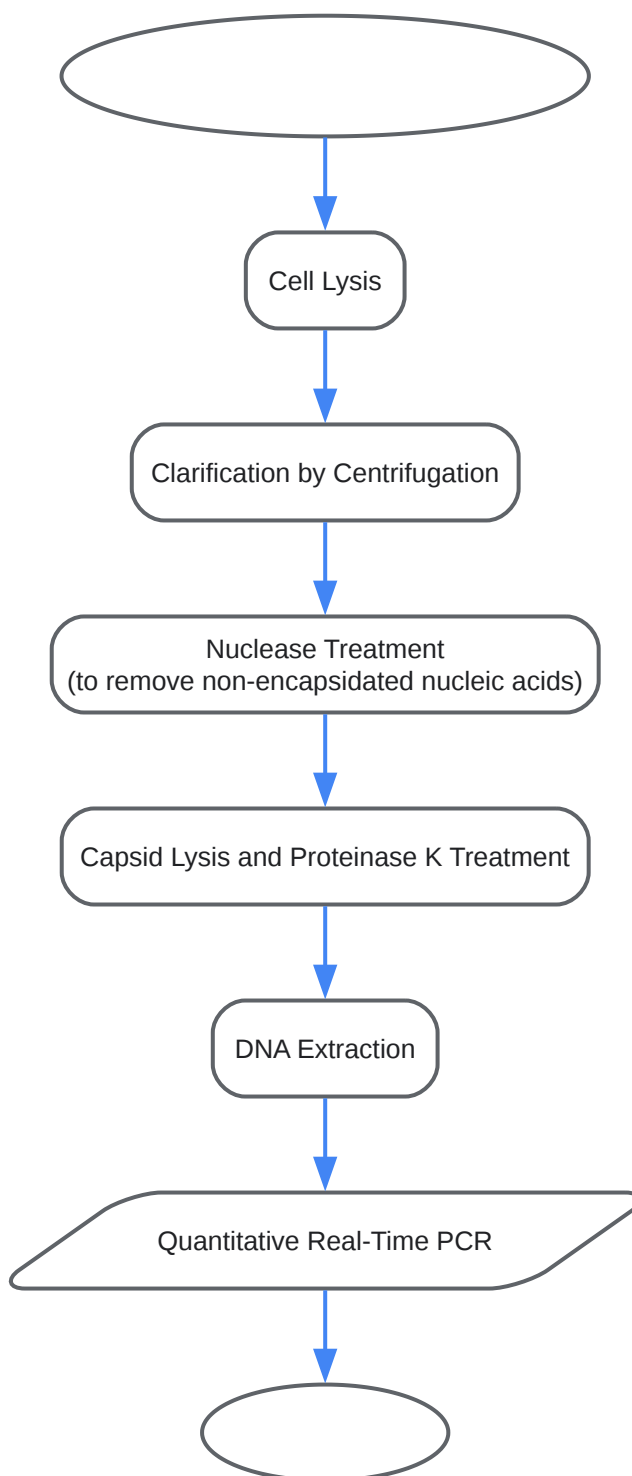 Cell Lysis
Clarification by Centrifugation
Nuclease Treatment
(to remove non-encapsidated nucleic acids)
Capsid Lysis and Proteinase K Treatment
DNA Extraction
Quantitative Real-Time PCR